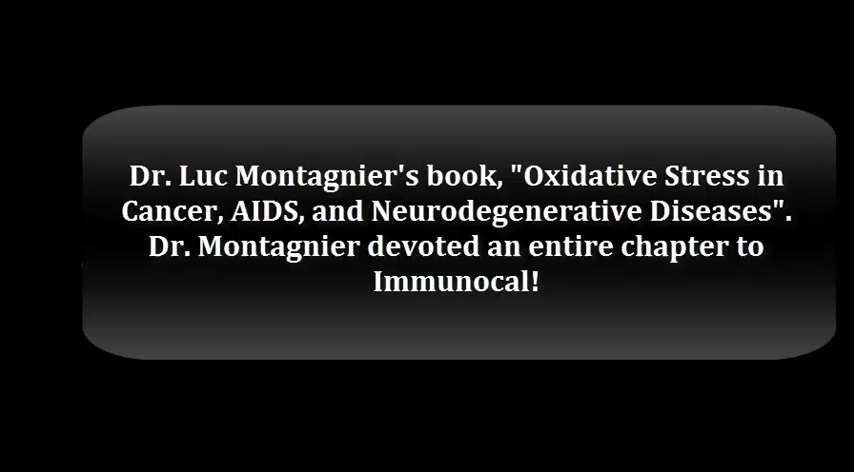 Dr. Luc Montagnier's book, "Oxidative Stress in
Cancer, AIDS, and Neurodegenerative Diseases".
Dr. Montagnier devoted an entire chapter to
Immunocal!